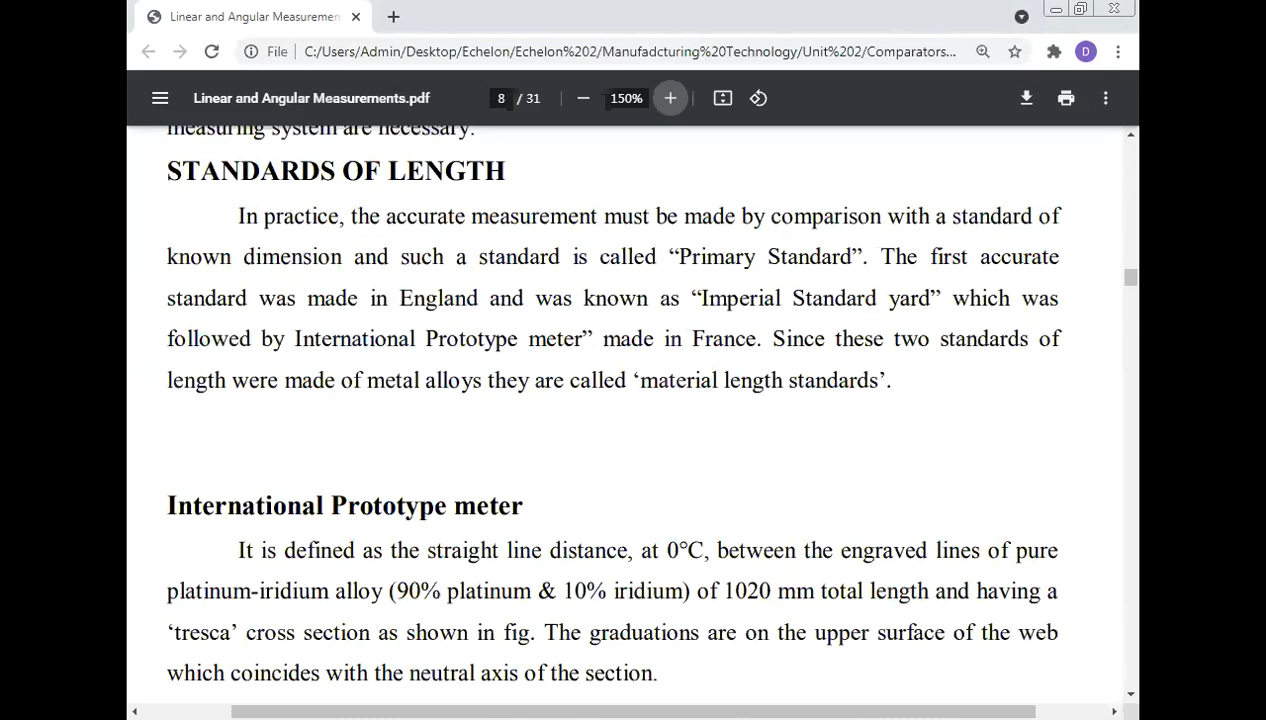 Linear and Angular Measuremen
File C:/Users/Admin/Desktop/Echelon/Echelon%202/Manufadcturing%20Technology/Unit%202/Comparators... D
Linear and Angular Measurements.pdf 8 / 31 150%
measuring system are necessary.
STANDARDS OF LENGTH
In practice, the accurate measurement must be made by comparison with a standard of
known dimension and such a standard is called “Primary Standard”. The first accurate
standard was made in England and was known as “Imperial Standard yard” which was
followed by International Prototype meter” made in France. Since these two standards of
length were made of metal alloys they are called ‘material length standards’.
International Prototype meter
It is defined as the straight line distance, at 0°C, between the engraved lines of pure
platinum-iridium alloy (90% platinum & 10% iridium) of 1020 mm total length and having a
‘tresca’ cross section as shown in fig. The graduations are on the upper surface of the web
which coincides with the neutral axis of the section.